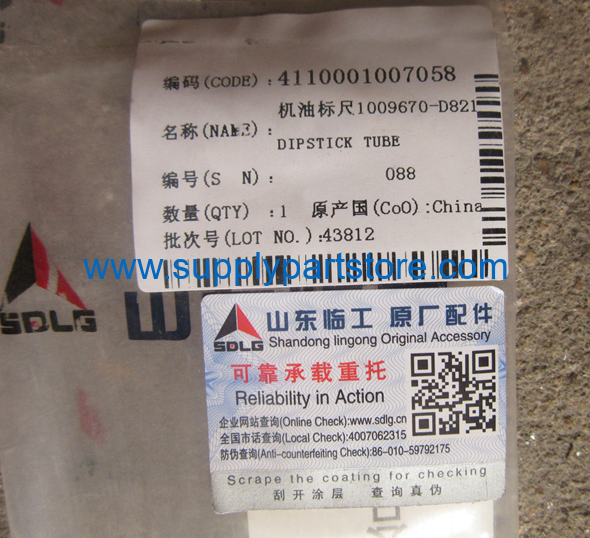 编码(CODE):4110001007058
机油标尺1009670-D821
名称(NAME):
DIPSTICK TUBE
编号(S N): 088
数量(QTY) :1 原产国(CoO):China
批次号(LOT NO.):43812
www.supplypartstore.com
SDLG
山
SDLG
山东临工 原厂配件
Shandong lingong Original Accessory
可靠承载重托
Reliability in Action
企业网站查询(Online Check):www.sdlg.cn
全国市话查询(Local Check):4007062315
防伪查询(Anti-counterfeiting Check):86-010-59792175
Scrape the coating for checking
刮开涂层 查询真伪